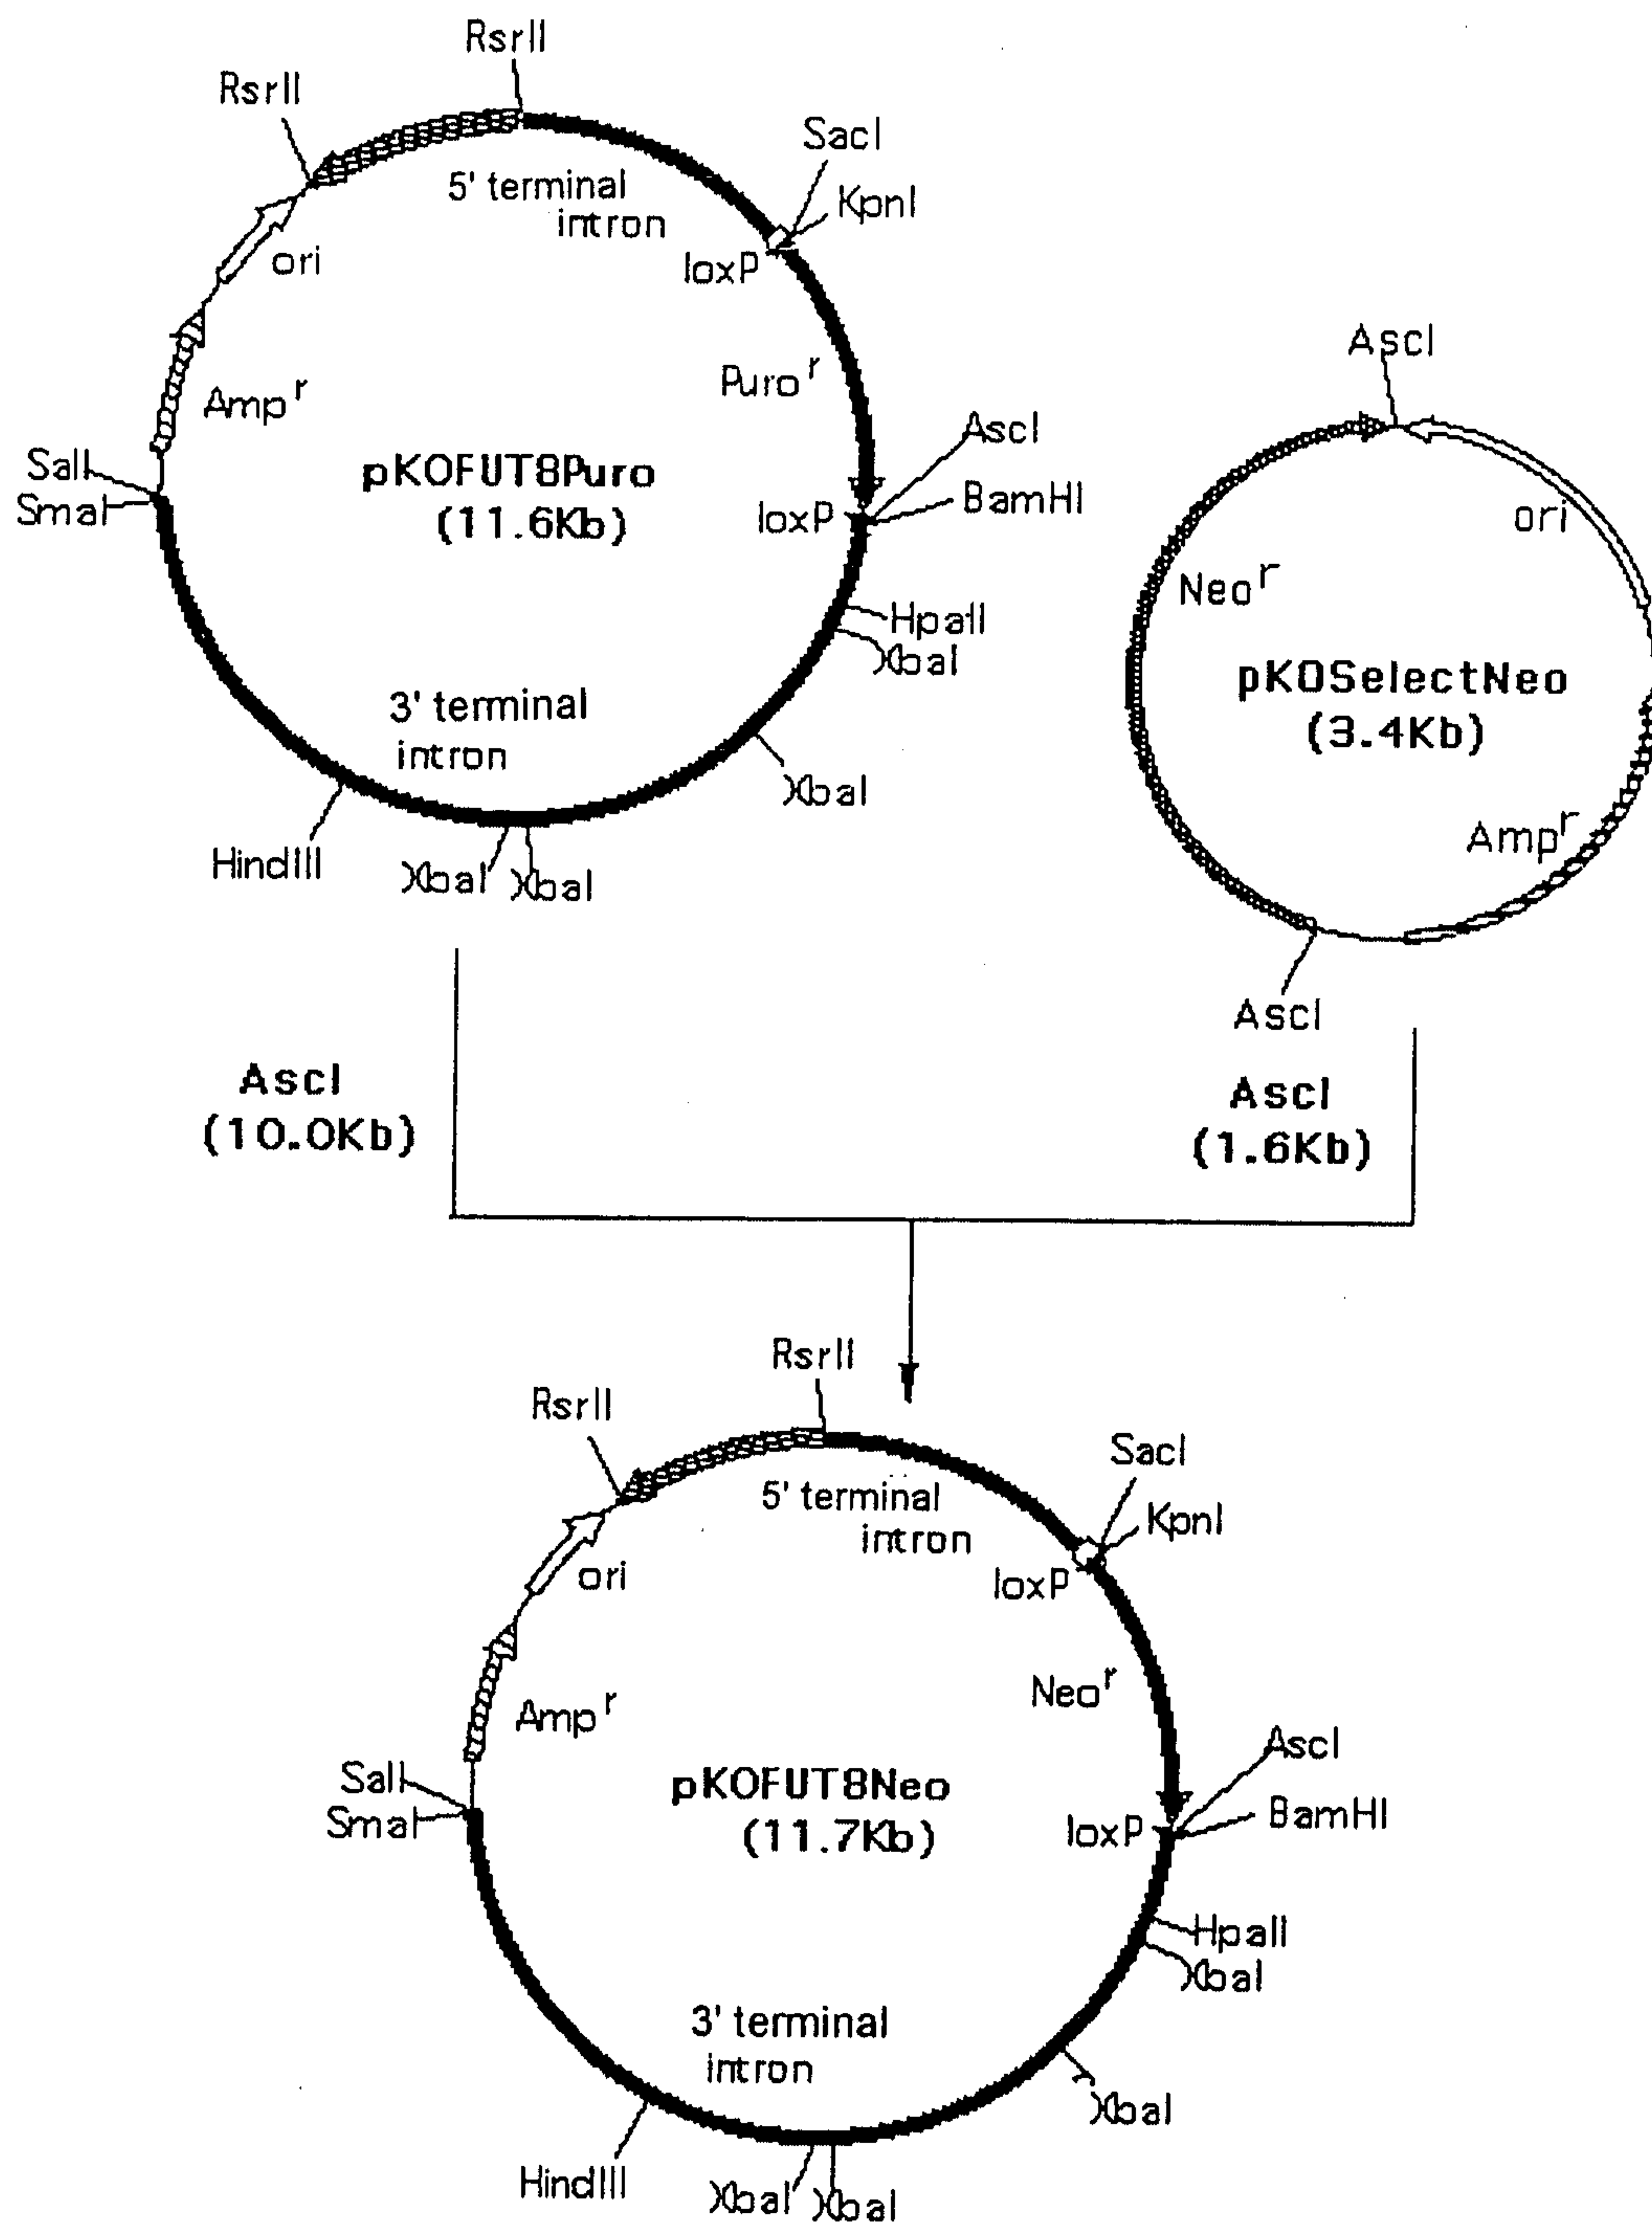 RsrII
RsrII
SacI
KpnI
5' terminal
intron
loxP
ori
Puro r
Amp r
AscI
BamHI
SalI
SmaI
pKOFUT8Puro
(11.6Kb)
loxP
HpaII
XbaI
3' terminal
intron
XbaI
HindIII
XbaI
XbaI
AscI
ori
Neo r
pKOSelectNeo
(3.4Kb)
Amp r
AscI
AscI
(10.0Kb)
AscI
(1.6Kb)
RsrII
RsrII
SacI
KpnI
5' terminal
intron
loxP
ori
Neo r
Amp r
AscI
BamHI
SalI
SmaI
pKOFUT8Neo
(11.7Kb)
loxP
HpaII
XbaI
3' terminal
intron
XbaI
HindIII
XbaI
XbaI